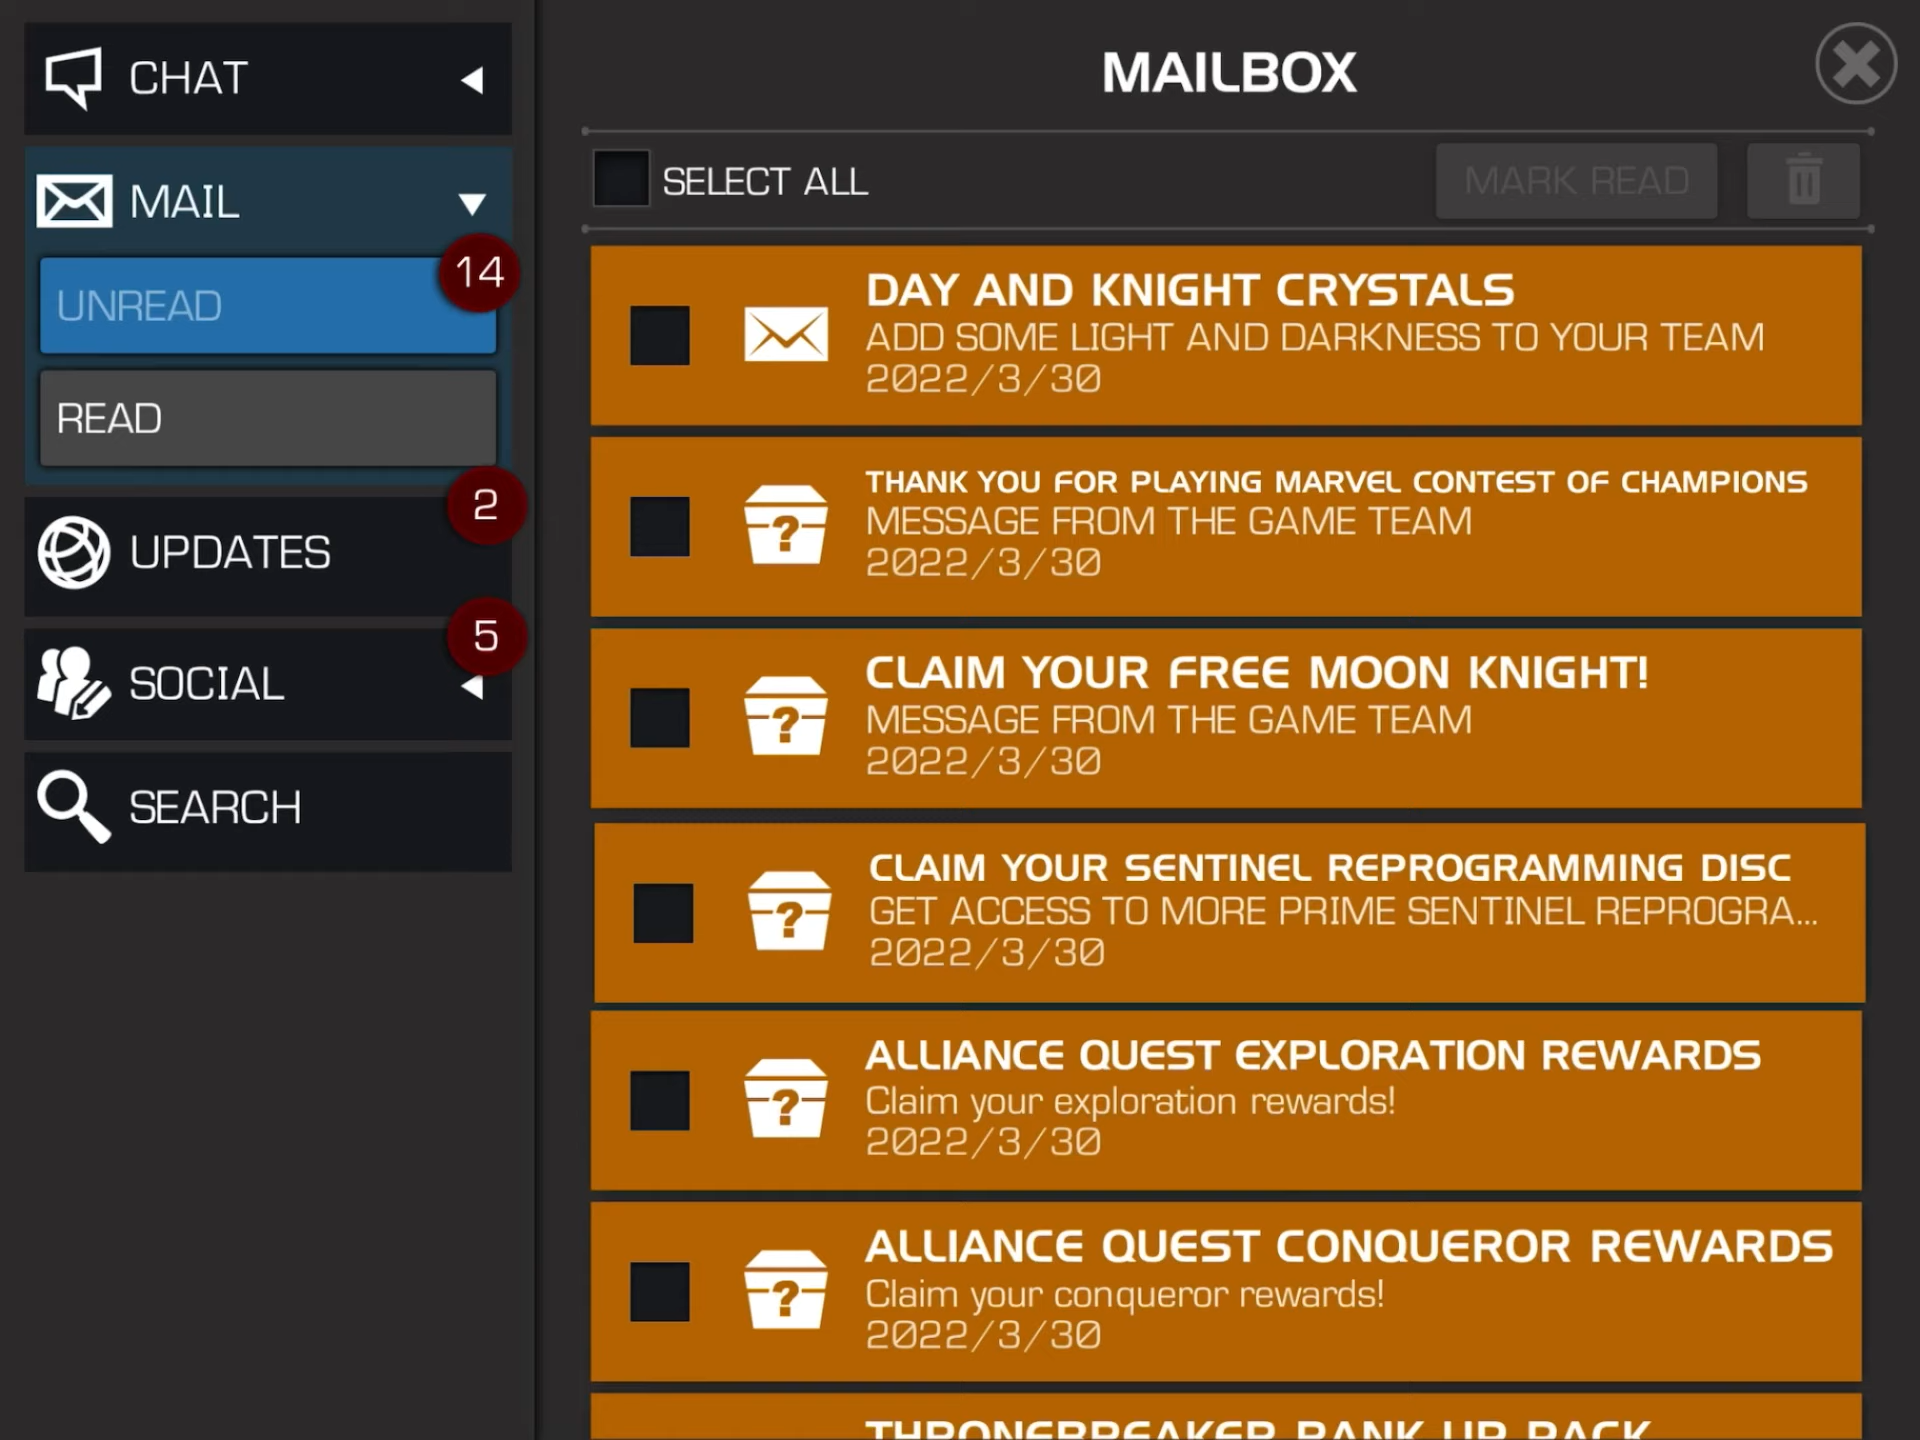 CHAT
MAIL
14
UNREAD
READ
2
UPDATES
5
SOCIAL
SEARCH
MAILBOX
SELECT ALL
MARK READ
DAY AND KNIGHT CRYSTALS
ADD SOME LIGHT AND DARKNESS TO YOUR TEAM
2022/3/30
THANK YOU FOR PLAYING MARVEL CONTEST OF CHAMPIONS
MESSAGE FROM THE GAME TEAM
2022/3/30
CLAIM YOUR FREE MOON KNIGHT!
MESSAGE FROM THE GAME TEAM
2022/3/30
CLAIM YOUR SENTINEL REPROGRAMMING DISC
GET ACCESS TO MORE PRIME SENTINEL REPROGRA...
2022/3/30
ALLIANCE QUEST EXPLORATION REWARDS
Claim your exploration rewards!
2022/3/30
ALLIANCE QUEST CONQUEROR REWARDS
Claim your conqueror rewards!
2022/3/30
THRONEBREAKER RANK UP PACK